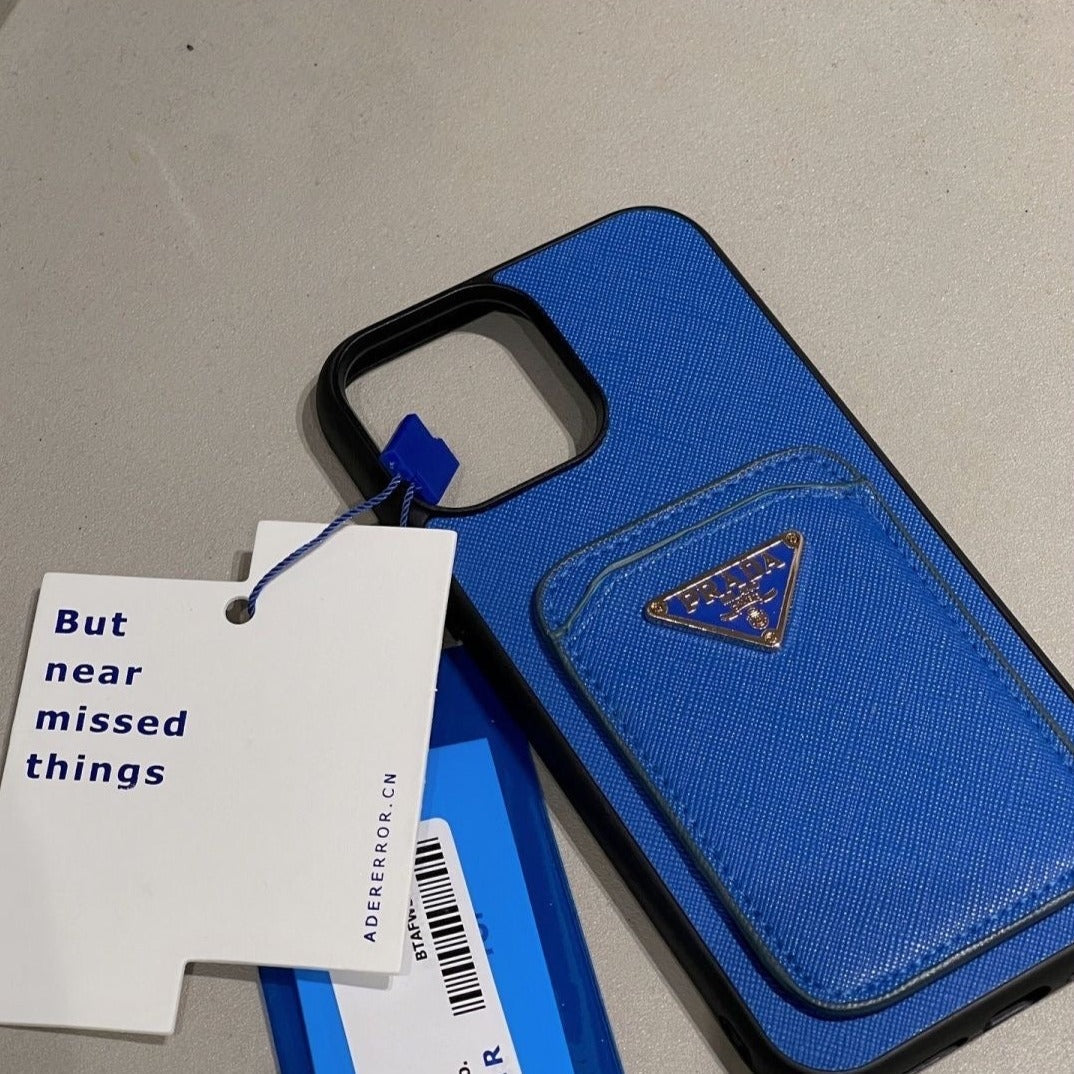 But
near
missed
things
ADERERROR.CN
PRADA